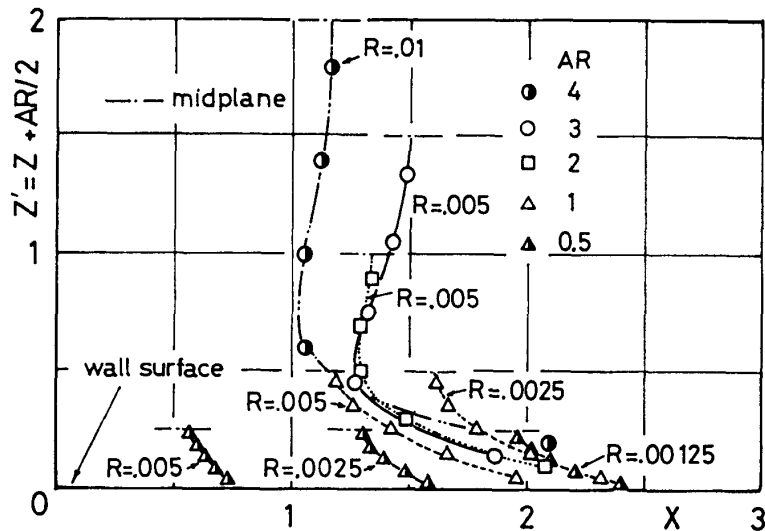 2
R=.01
AR
midplane
4
3
2
1
0.5
Z' = Z + AR/2
R=.005
1
R=.005
wall surface
R=.005
R=.0025
R=.005
R=.0025
R=.00125
0
0
1
2
X
3